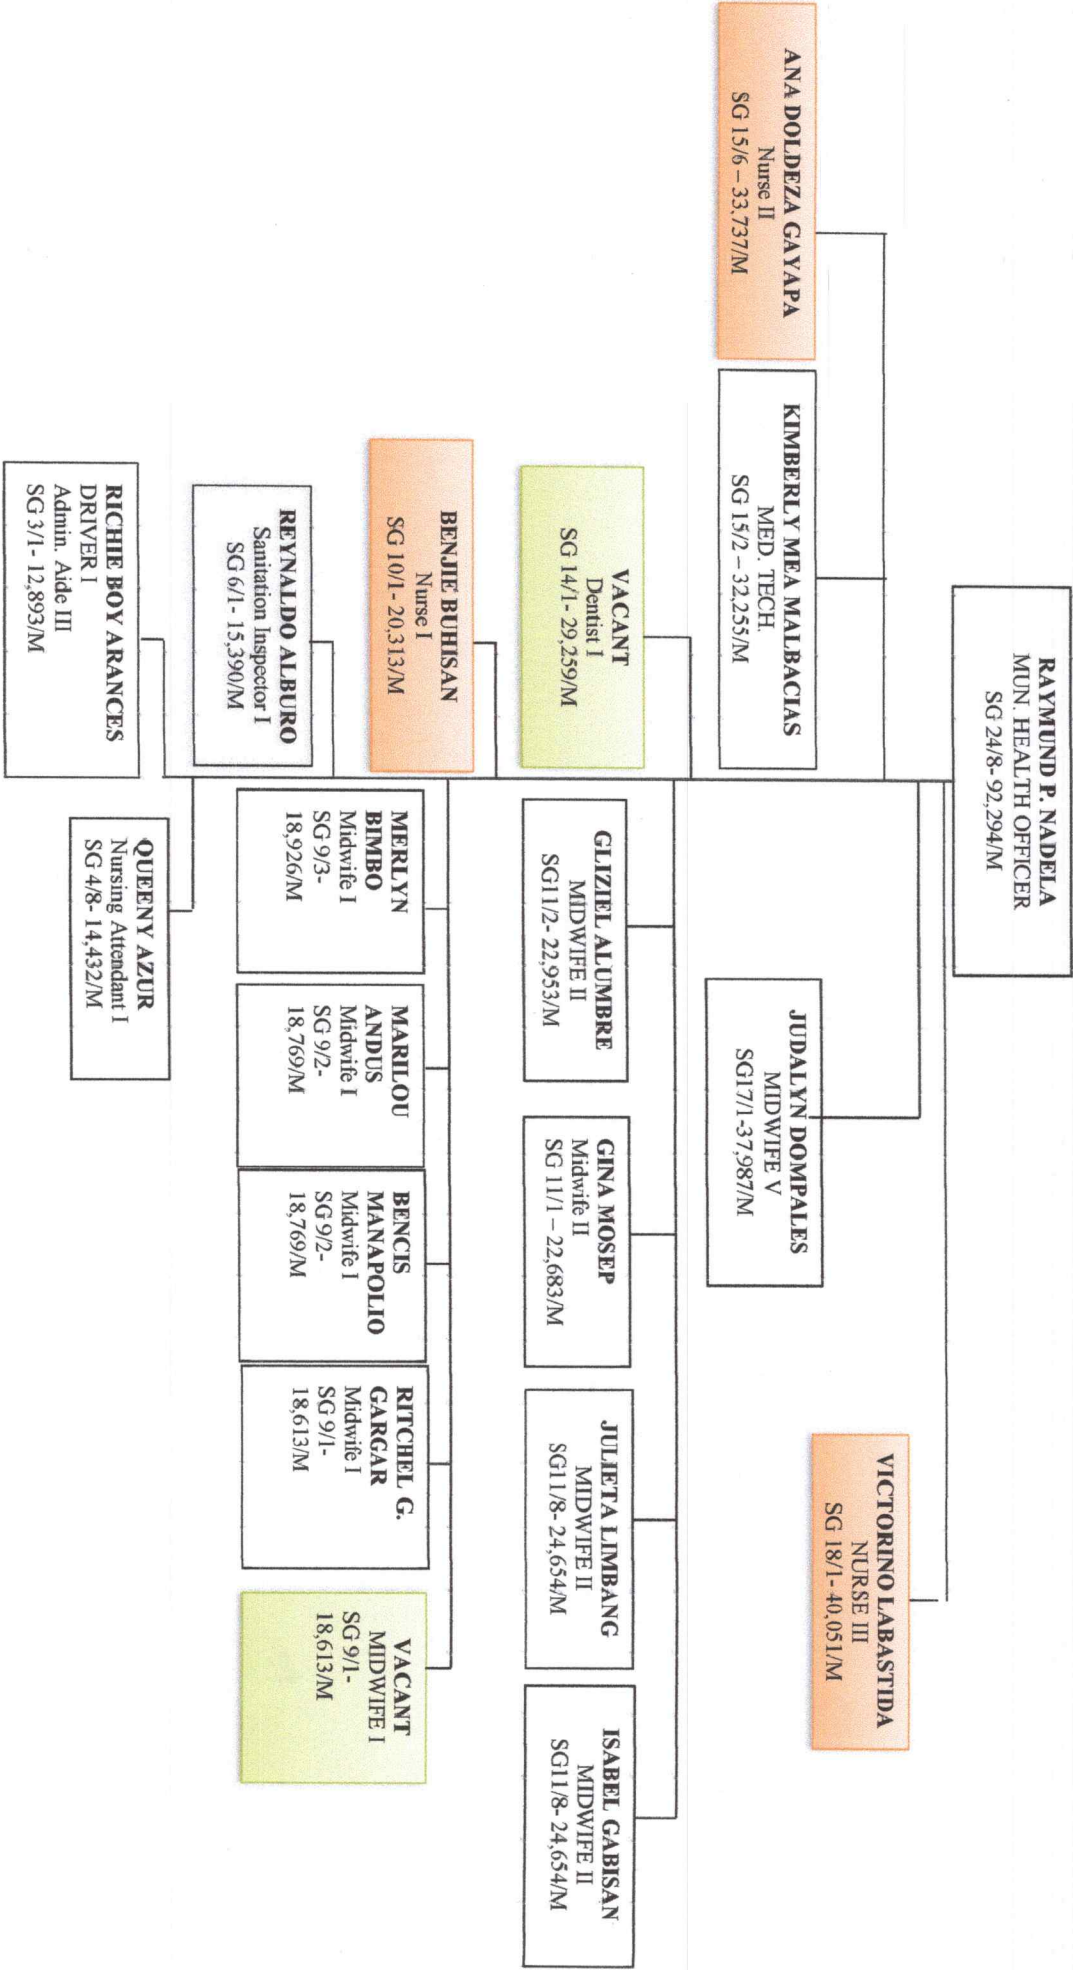 RAYMUND P. NADELA
MUN. HEALTH OFFICER
SG 24/8- 92,294/M
VICTORINO LABASTIDA
NURSE III
SG 18/1- 40,051/M
JUDALYN DOMPALES
MIDWIFE V
SG17/1-37,987/M
ANA DOLDEZA GAYAPA
Nurse II
SG 15/6 – 33,737/M
KIMBERLY MEA MALBACIAS
MED. TECH.
SG 15/2 – 32,255/M
VACANT
Dentist I
SG 14/1- 29,259/M
GLIZIEL ALUMBRE
MIDWIFE II
SG11/2- 22,953/M
GINA MOSEP
Midwife II
SG 11/1 – 22,683/M
JULIETA LIMBANG
MIDWIFE II
SG11/8- 24,654/M
ISABEL GABISAN
MIDWIFE II
SG11/8- 24,654/M
BENJIE BUHISAN
Nurse I
SG 10/1- 20,313/M
MERLYN
BIMBO
Midwife I
SG 9/3-
18,926/M
MARILOU
ANDUS
Midwife I
SG 9/2-
18,769/M
BENCIS
MANAPOLIO
Midwife I
SG 9/2-
18,769/M
RITCHEL G.
GARGAR
Midwife I
SG 9/1-
18,613/M
VACANT
MIDWIFE I
SG 9/1-
18,613/M
REYNALDO ALBURO
Sanitation Inspector I
SG 6/1- 15,390/M
QUEENY AZUR
Nursing Attendant I
SG 4/8- 14,432/M
RICHIE BOY ARANCES
DRIVER I
Admin. Aide III
SG 3/1- 12,893/M